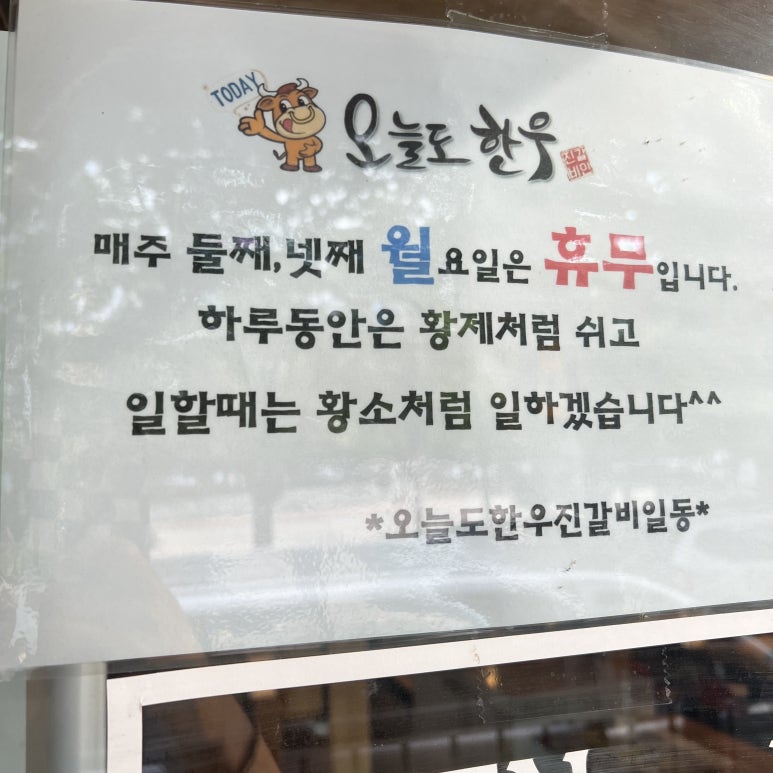 TODAY
오늘도 한우
진갈비
매주 둘째,넷째 월요일은 휴무입니다.
하루동안은 황제처럼 쉬고
일할때는 황소처럼 일하겠습니다^^
*오늘도한우진갈비일동*